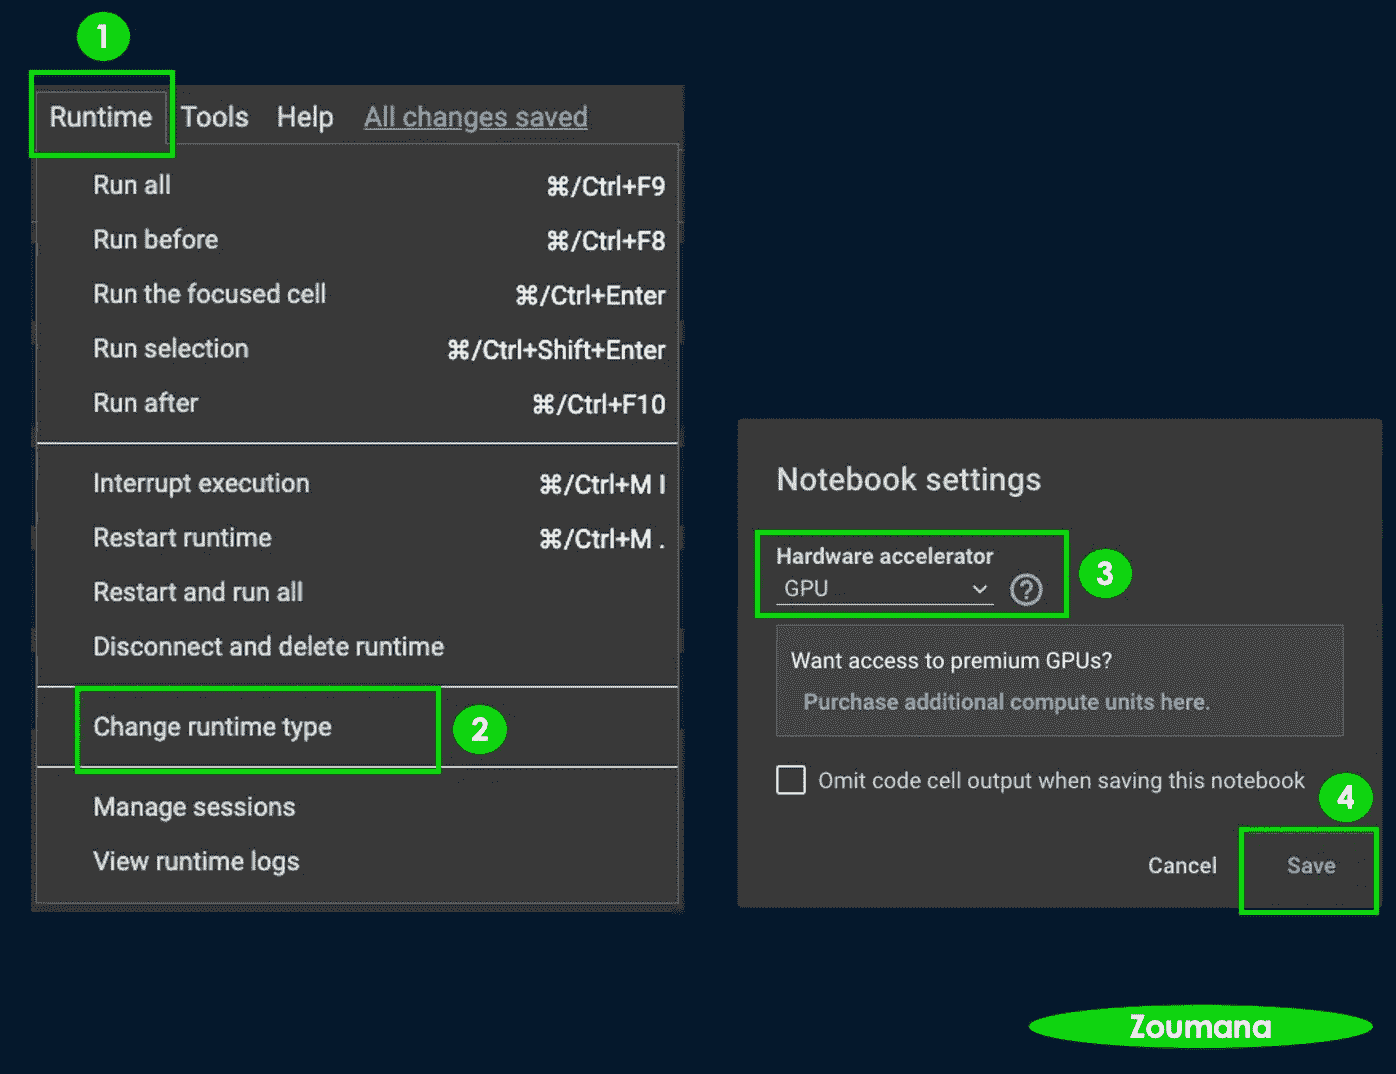 1
Runtime Tools Help All changes saved
Run all ⌘/Ctrl+F9
Run before ⌘/Ctrl+F8
Run the focused cell ⌘/Ctrl+Enter
Run selection ⌘/Ctrl+Shift+Enter
Run after ⌘/Ctrl+F10
Interrupt execution ⌘/Ctrl+M I
Restart runtime ⌘/Ctrl+M .
Restart and run all
Disconnect and delete runtime
Change runtime type 2
Manage sessions
View runtime logs
Notebook settings
Hardware accelerator
GPU ?
3
Want access to premium GPUs?
Purchase additional compute units here.
Omit code cell output when saving this notebook
4
Cancel Save
Zoumana